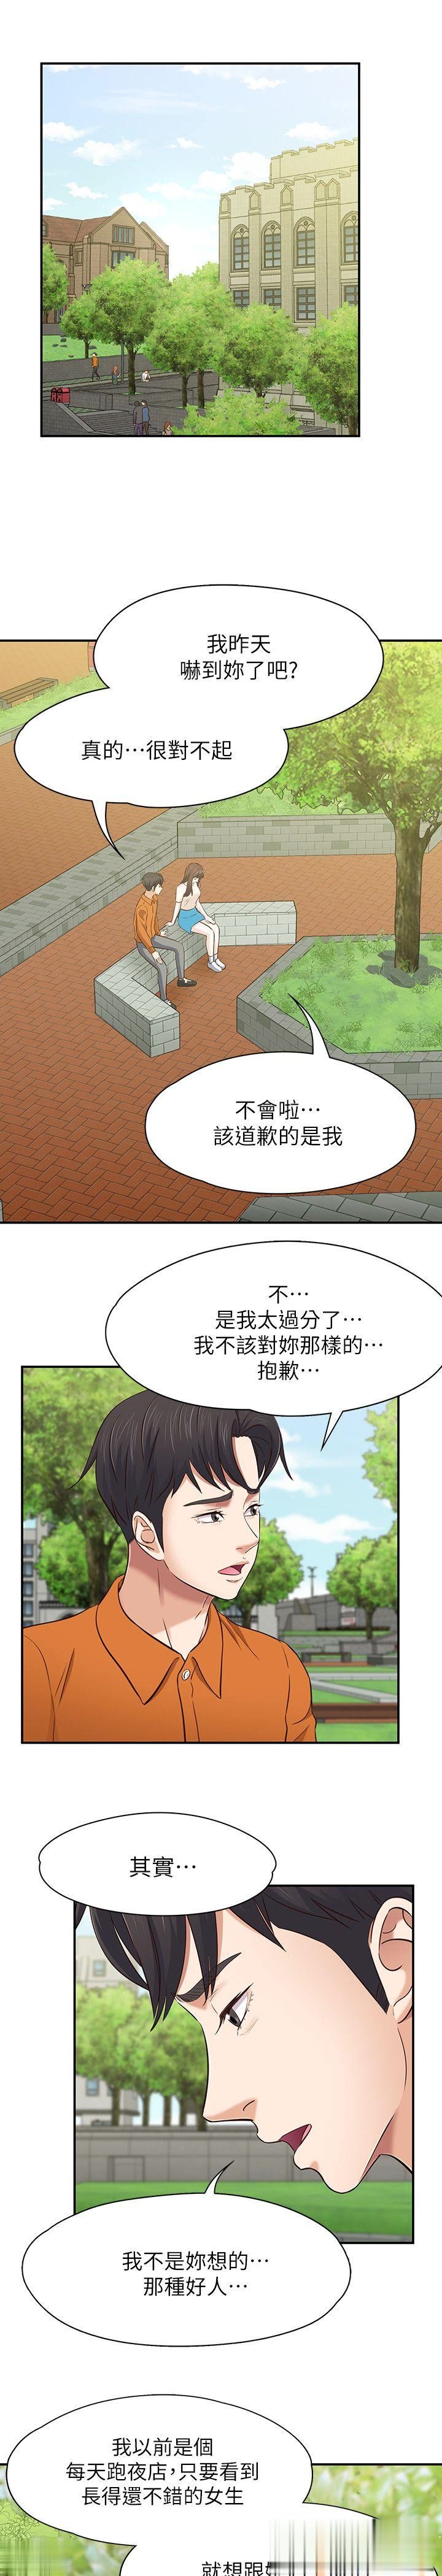 我昨天
嚇到妳了吧?
真的⋯很對不起
不會啦⋯
該道歉的是我
不⋯
是我太過分了⋯
我不該對妳那樣的⋯
抱歉⋯
其實⋯
我不是妳想的⋯
那種好人⋯
我以前是個
每天跑夜店,只要看到
長得還不錯的女生
就想跟